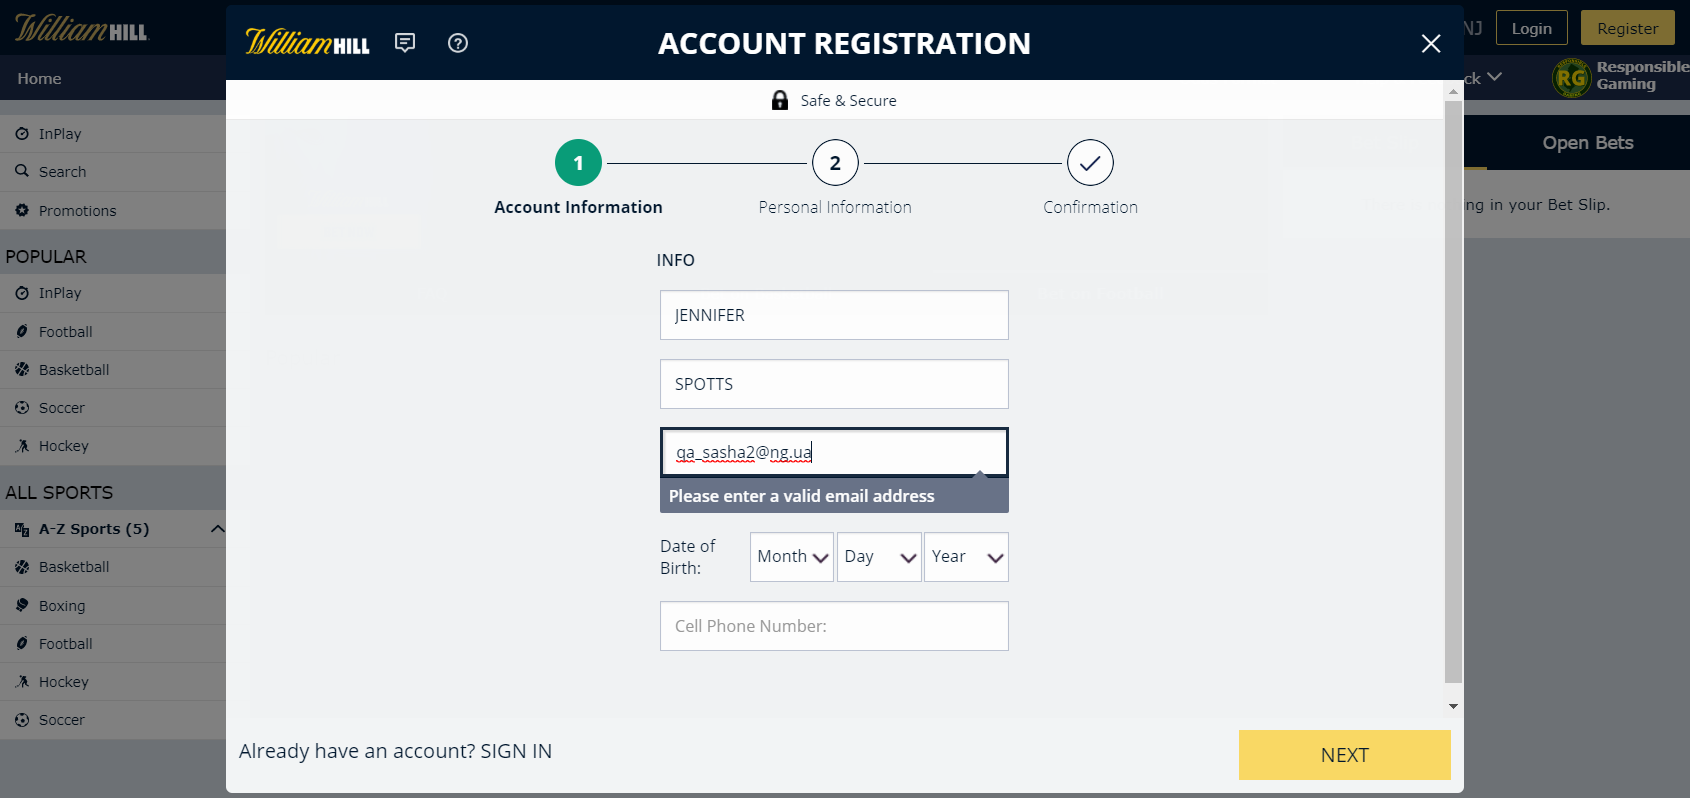 William HILL
NJ
Login
Register
Home
ck
RG
Responsible
Gaming
InPlay
Search
Promotions
POPULAR
InPlay
Football
Basketball
Soccer
Hockey
ALL SPORTS
A-Z Sports (5)
Basketball
Boxing
Football
Hockey
Soccer
William HILL
ACCOUNT REGISTRATION
Safe & Secure
1
2
Account Information
Personal Information
Confirmation
INFO
JENNIFER
SPOTTS
qa_sasha2@ng.ua
Please enter a valid email address
Date of
Birth:
Month
Day
Year
Cell Phone Number:
Already have an account? SIGN IN
NEXT
Open Bets
ng in your Bet Slip.